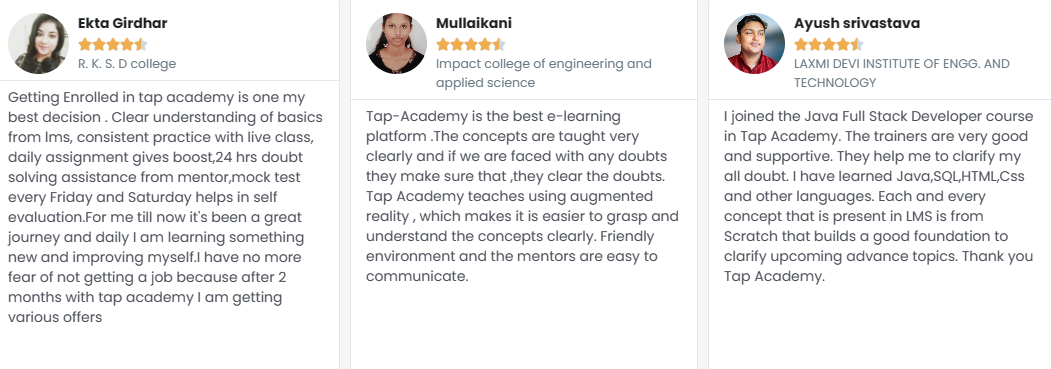 Ekta Girdhar
R. K. S. D college
Getting Enrolled in tap academy is one my
best decision . Clear understanding of basics
from lms, consistent practice with live class,
daily assignment gives boost,24 hrs doubt
solving assistance from mentor,mock test
every Friday and Saturday helps in self
evaluation.For me till now it's been a great
journey and daily I am learning something
new and improving myself.I have no more
fear of not getting a job because after 2
months with tap academy I am getting
various offers
Mullaikani
Impact college of engineering and
applied science
Tap-Academy is the best e-learning
platform .The concepts are taught very
clearly and if we are faced with any doubts
they make sure that ,they clear the doubts.
Tap Academy teaches using augmented
reality , which makes it is easier to grasp and
understand the concepts clearly. Friendly
environment and the mentors are easy to
communicate.
Ayush srivastava
LAXMI DEVI INSTITUTE OF ENGG. AND
TECHNOLOGY
I joined the Java Full Stack Developer course
in Tap Academy. The trainers are very good
and supportive. They help me to clarify my
all doubt. I have learned Java,SQL,HTML,Css
and other languages. Each and every
concept that is present in LMS is from
Scratch that builds a good foundation to
clarify upcoming advance topics. Thank you
Tap Academy.